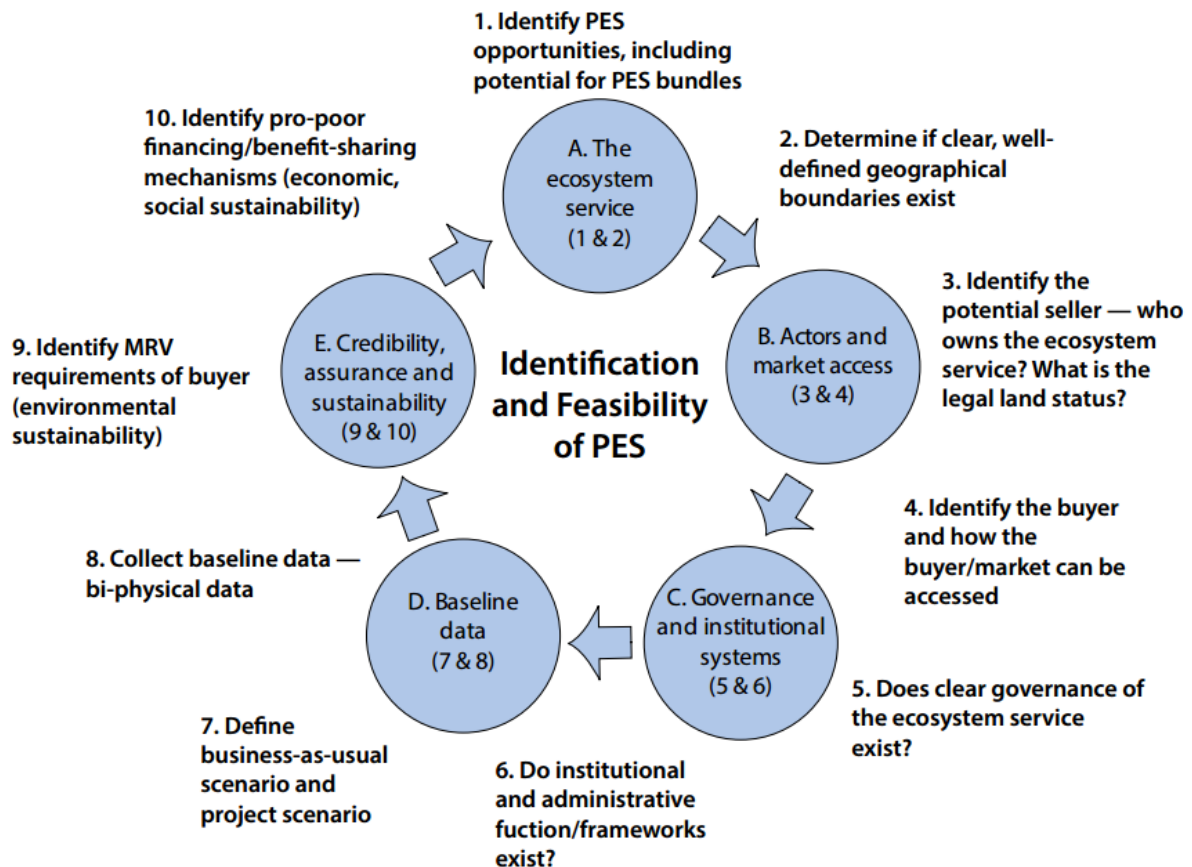 1. Identify PES
opportunities, including
potential for PES bundles
A. The
ecosystem
service
(1 & 2)
2. Determine if clear, well-
defined geographical
boundaries exist
B. Actors and
market access
(3 & 4)
3. Identify the
potential seller — who
owns the ecosystem
service? What is the
legal land status?
4. Identify the buyer
and how the
buyer/market can be
accessed
C. Governance
and institutional
systems
(5 & 6)
5. Does clear governance of
the ecosystem service
exist?
6. Do institutional
and administrative
fuction/frameworks
exist?
D. Baseline
data
(7 & 8)
7. Define
business-as-usual
scenario and
project scenario
8. Collect baseline data —
bi-physical data
E. Credibility,
assurance and
sustainability
(9 & 10)
9. Identify MRV
requirements of buyer
(environmental
sustainability)
10. Identify pro-poor
financing/benefit-sharing
mechanisms (economic,
social sustainability)
Identification
and Feasibility
of PES